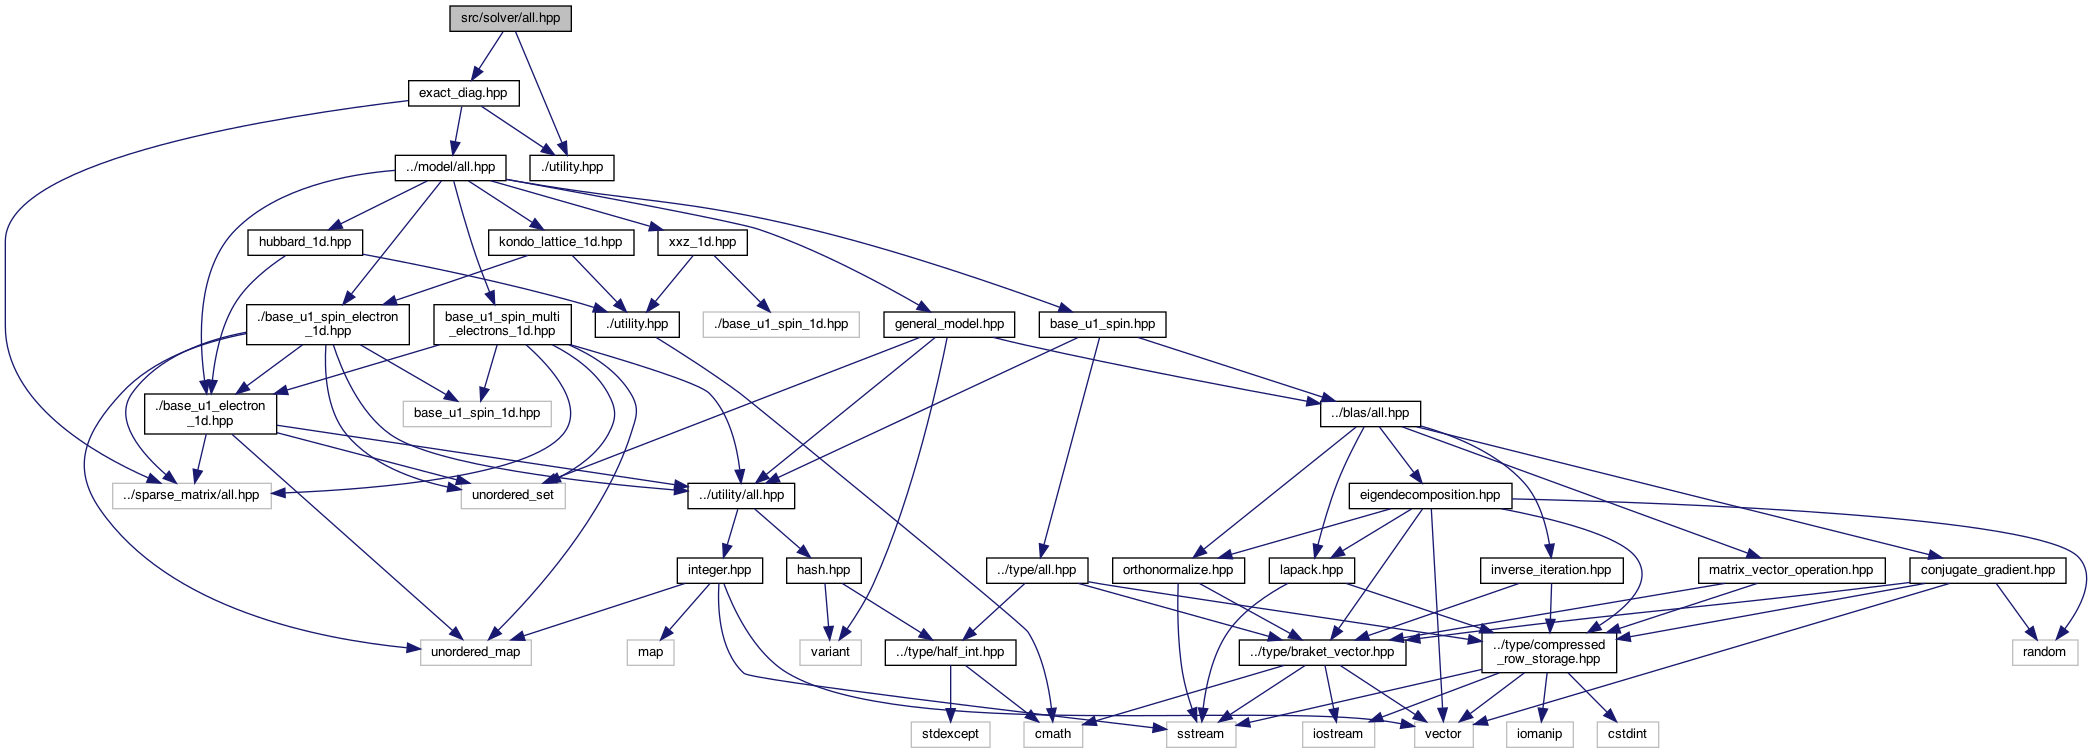 src/solver/all.hpp
exact_diag.hpp
../model/all.hpp
./utility.hpp
hubbard_1d.hpp
kondo_lattice_1d.hpp
xxz_1d.hpp
./base_u1_spin_electron
_1d.hpp
base_u1_spin_multi
_electrons_1d.hpp
./utility.hpp
./base_u1_spin_1d.hpp
general_model.hpp
base_u1_spin.hpp
./base_u1_electron
_1d.hpp
base_u1_spin_1d.hpp
../blas/all.hpp
../sparse_matrix/all.hpp
unordered_set
../utility/all.hpp
eigendecomposition.hpp
integer.hpp
hash.hpp
../type/all.hpp
orthonormalize.hpp
lapack.hpp
inverse_iteration.hpp
matrix_vector_operation.hpp
conjugate_gradient.hpp
unordered_map
map
variant
../type/half_int.hpp
../type/braket_vector.hpp
../type/compressed
_row_storage.hpp
random
stdexcept
cmath
sstream
iostream
vector
iomanip
cstdint